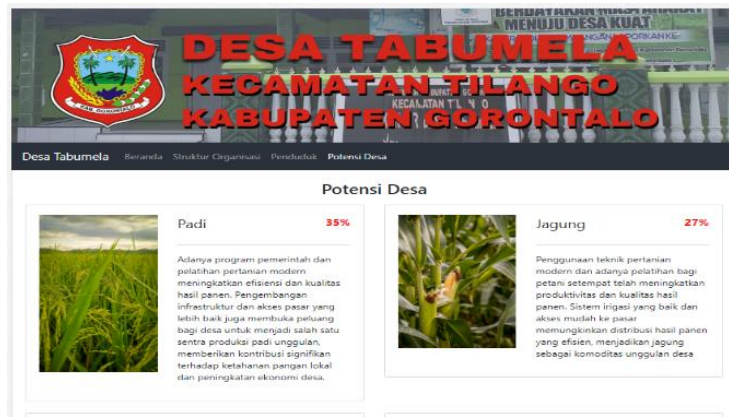 BERDAYAKAN MASYARAKAT
MENUJU DESA KUAT
DESA TABUMELA
KECAMATAN TILANGO
KABUPATEN GORONTALO
KAB. GORONTALO
Desa Tabumela Beranda Struktur Organisasi Penduduk Potensi Desa
Potensi Desa
Padi 35%
Adanya program pemerintah dan
pelatihan pertanian modern
meningkatkan efisiensi dan kualitas
hasil panen. Pengembangan
infrastruktur dan akses pasar yang
lebih baik juga membuka peluang
bagi desa untuk menjadi salah satu
sentra produksi padi unggulan,
memberikan kontribusi signifikan
terhadap ketahanan pangan lokal
dan peningkatan ekonomi desa.
Jagung 27%
Penggunaan teknik pertanian
modern dan adanya pelatihan bagi
petani setempat telah meningkatkan
produktivitas dan kualitas hasil
panen. Sistem irigasi yang baik dan
akses mudah ke pasar
memungkinkan distribusi hasil panen
yang efisien, menjadikan jagung
sebagai komoditas unggulan desa